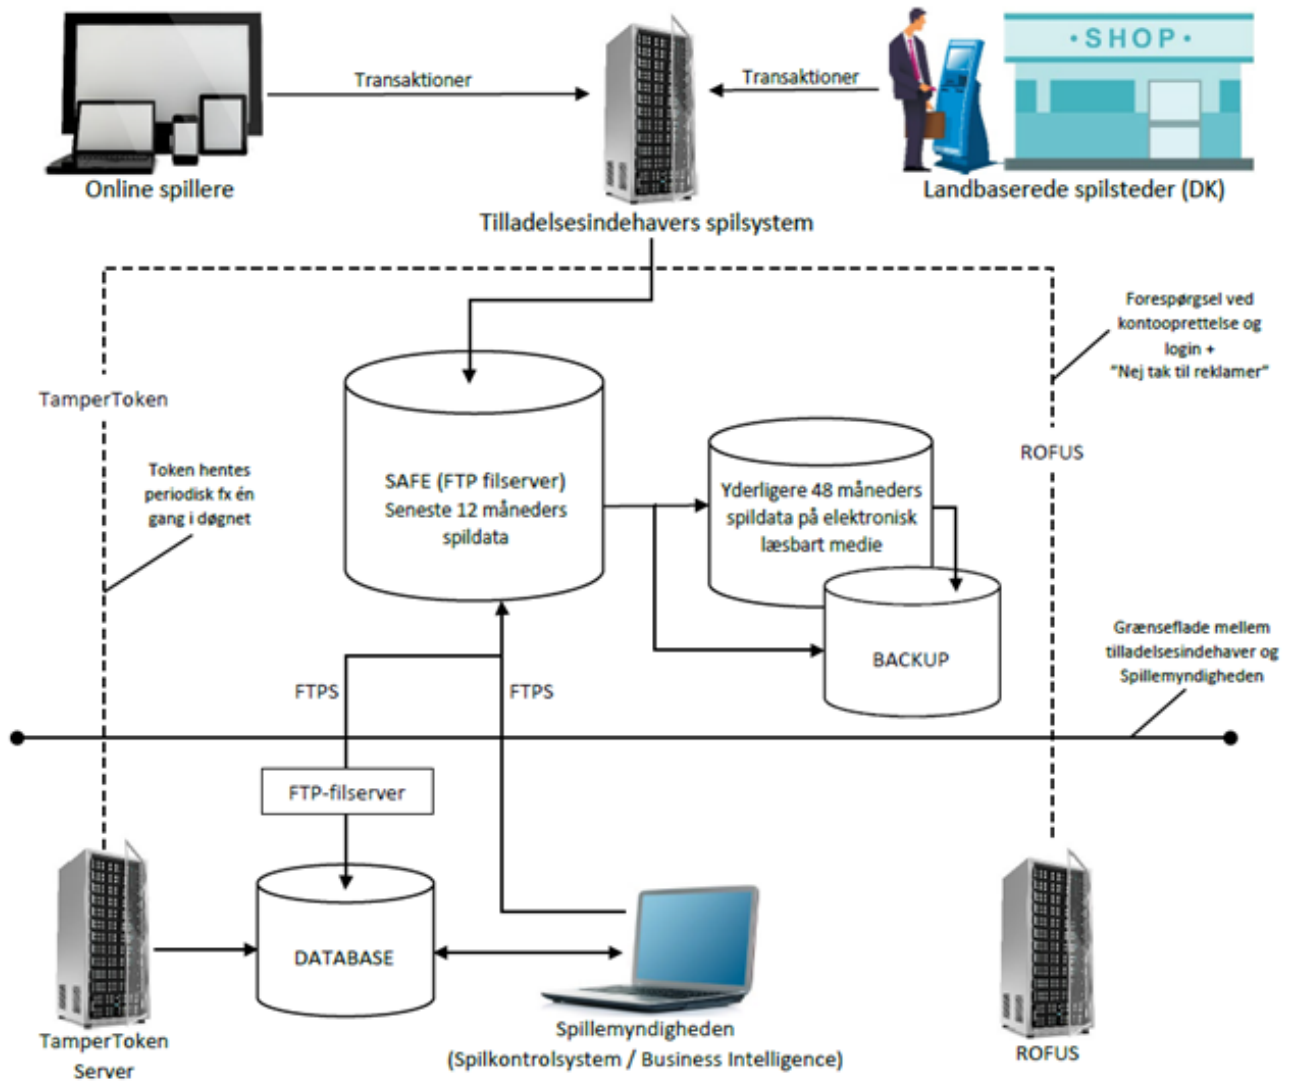 · SHOP ·
Transaktioner
Transaktioner
Online spillere
Landbaserede spilsteder (DK)
Tilladelsesindehavers spilsystem
Forespørgsel ved
kontooprettelse og
login +
"Nej tak til reklamer"
TamperToken
ROFUS
Token hentes
periodisk fx én
gang i døgnet
SAFE (FTP filserver)
Seneste 12 måneders
spildata
Yderligere 48 måneders
spildata på elektronisk
læsbart medie
BACKUP
Grænseflade mellem
tilladelsesindehaver og
Spillemyndigheden
FTPS
FTPS
FTP-filserver
DATABASE
TamperToken
Server
Spillemyndigheden
(Spilkontrolsystem / Business Intelligence)
ROFUS